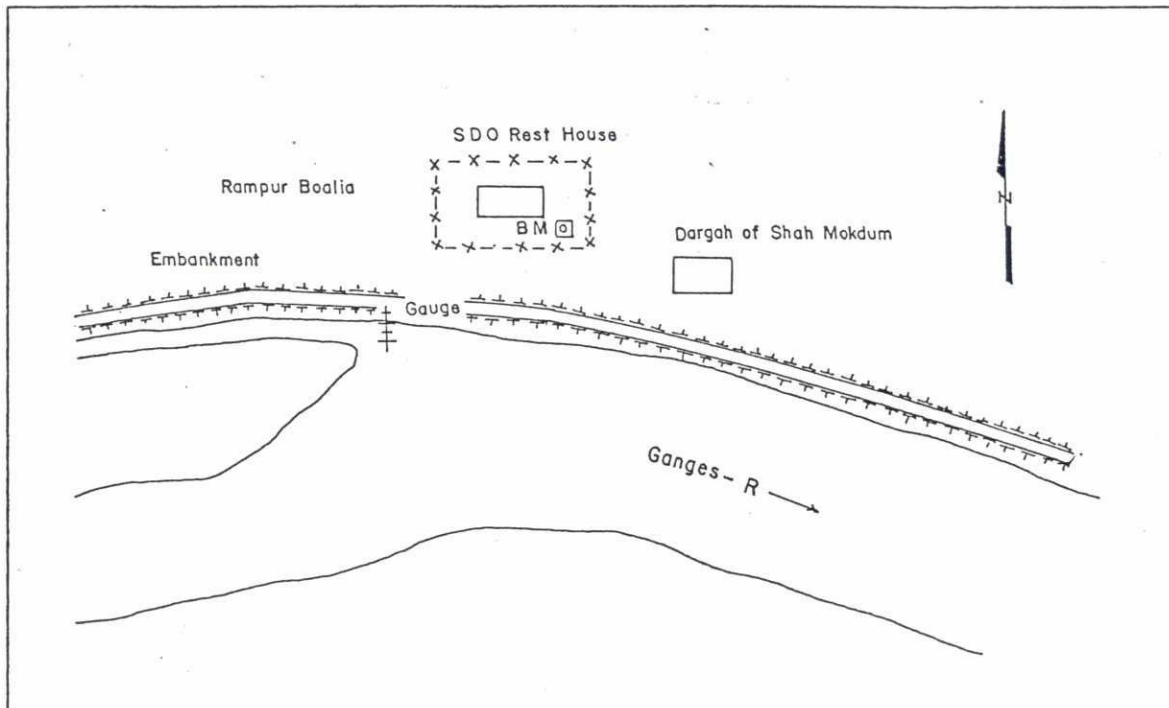 SDO Rest House
Rampur Boalia
BM
Dargah of Shah Mokdum
Embankment
Gauge
Ganges-R
N